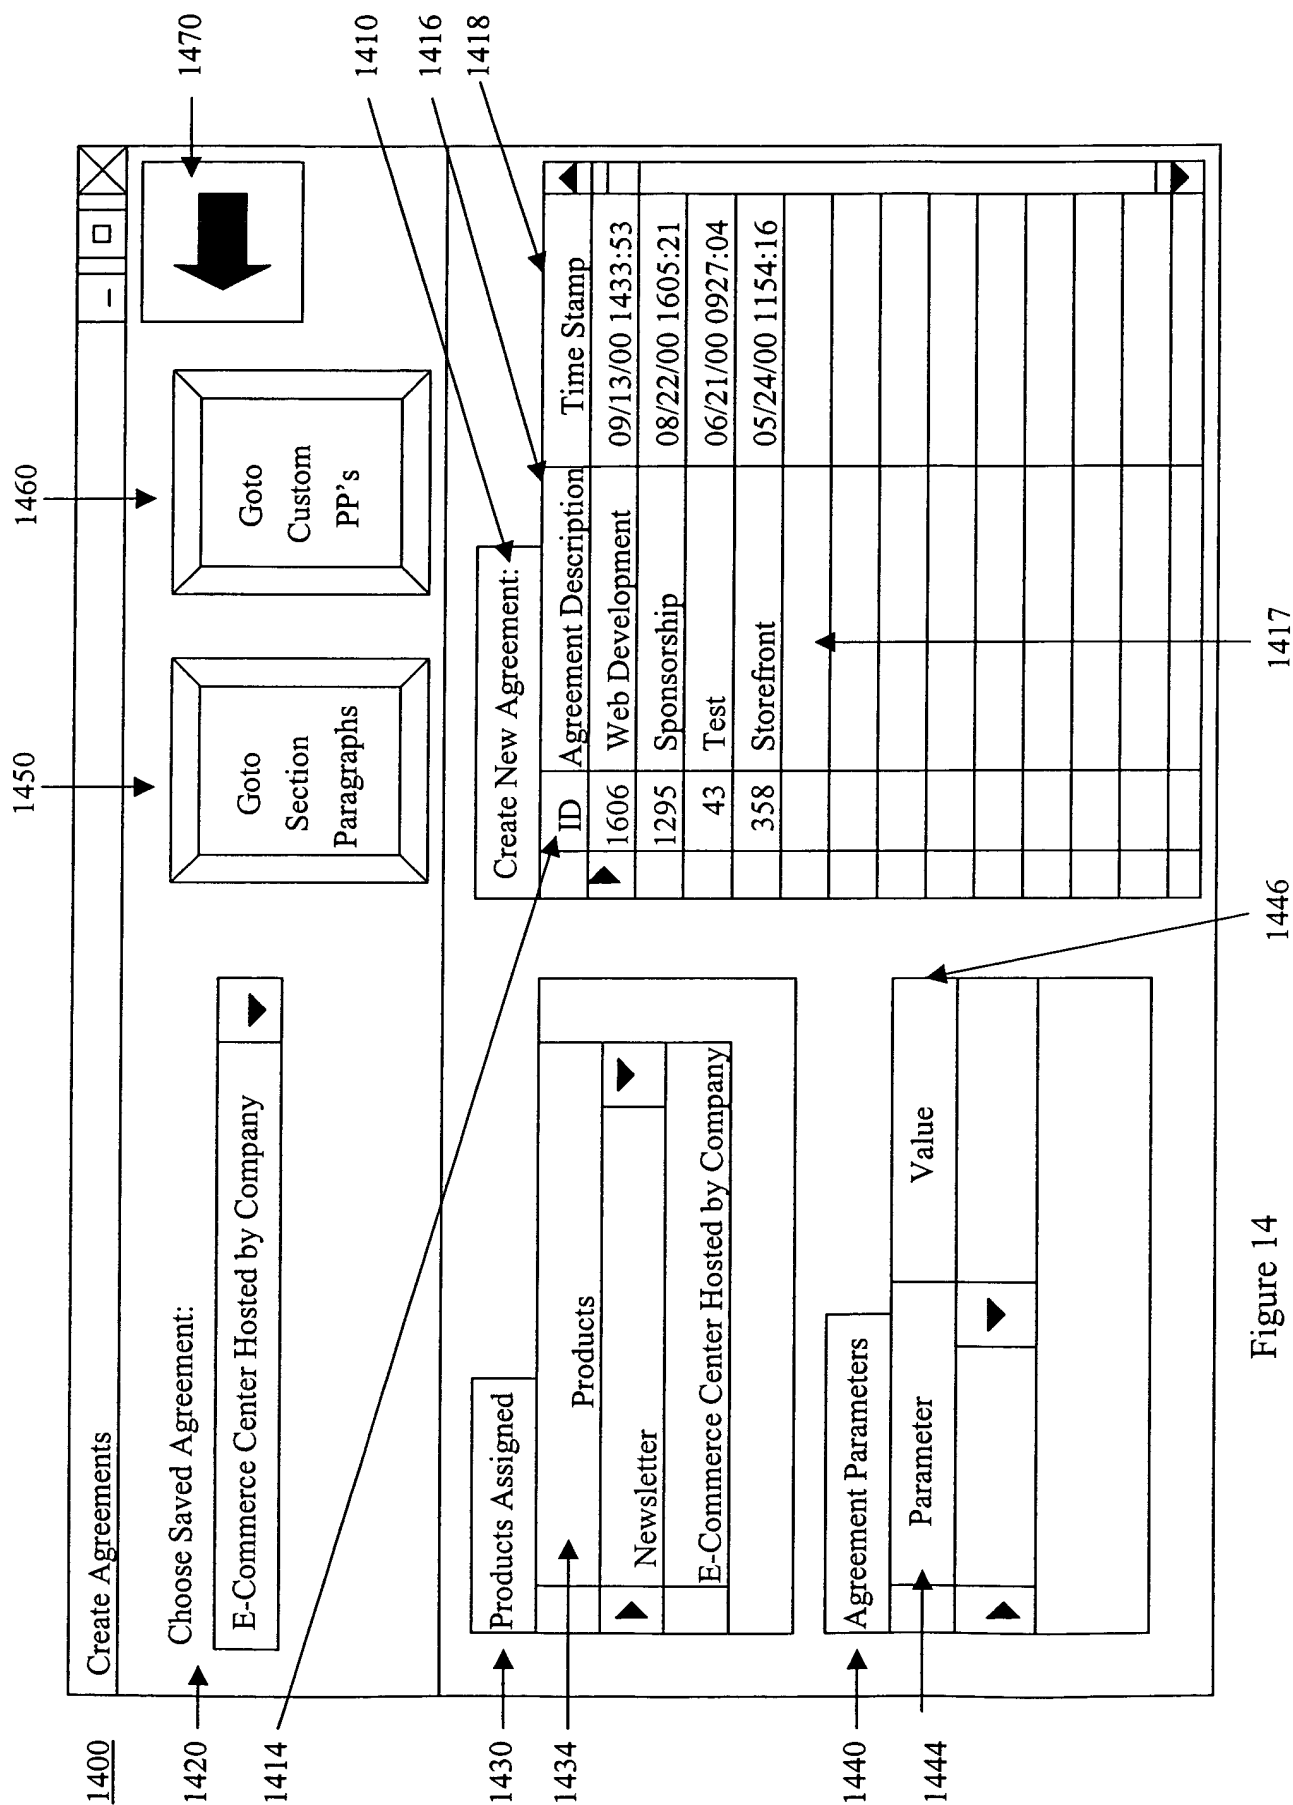 1400
Create Agreements
1420
Choose Saved Agreement:
E-Commerce Center Hosted by Company
1450
Goto
Section
Paragraphs
1460
Goto
Custom
PP's
1470
1414
1410
1416
1418
1430
Products Assigned
1434
Products
Newsletter
E-Commerce Center Hosted by Company
1440
Agreement Parameters
1444
Parameter Value
1446
Create New Agreement:
ID Agreement Description Time Stamp
1606 Web Development 09/13/00 1433:53
1295 Sponsorship 08/22/00 1605:21
43 Test 06/21/00 0927:04
358 Storefront 05/24/00 1154:16
1417
Figure 14